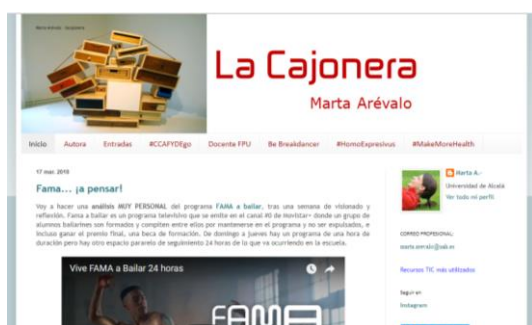 La Cajonera
Marta Arévalo
Inicio Autora Entradas #CCAFYDEgo Docente FPU Be Breakdancer #HomoExpresivus #MakeMoreHealth
17 mar. 2018
Fama... ¡a pensar!
Voy a hacer una análisis MUY PERSONAL del programa FAMA a bailar, tras una semana de visionado y
reflexión. Fama a bailar es un programa televisivo que se emite en el canal #0 de Movistar+ donde un grupo de
alumnos bailarines son formados y compiten entre ellos por mantenerse en el programa y no ser expulsados, e
incluso ganar el premio final, una beca de formación. De domingo a jueves hay un programa de una hora de
duración pero hay otro espacio pararelo de seguimiento 24 horas de lo que va ocurriendo en la escuela.
Vive FAMA a Bailar 24 horas
FAMA
Marta A.-
Universidad de Alcalá
Ver todo mi perfil
CORREO PROFESIONAL:
Recursos TIC más utilizados
Seguir en
Instagram